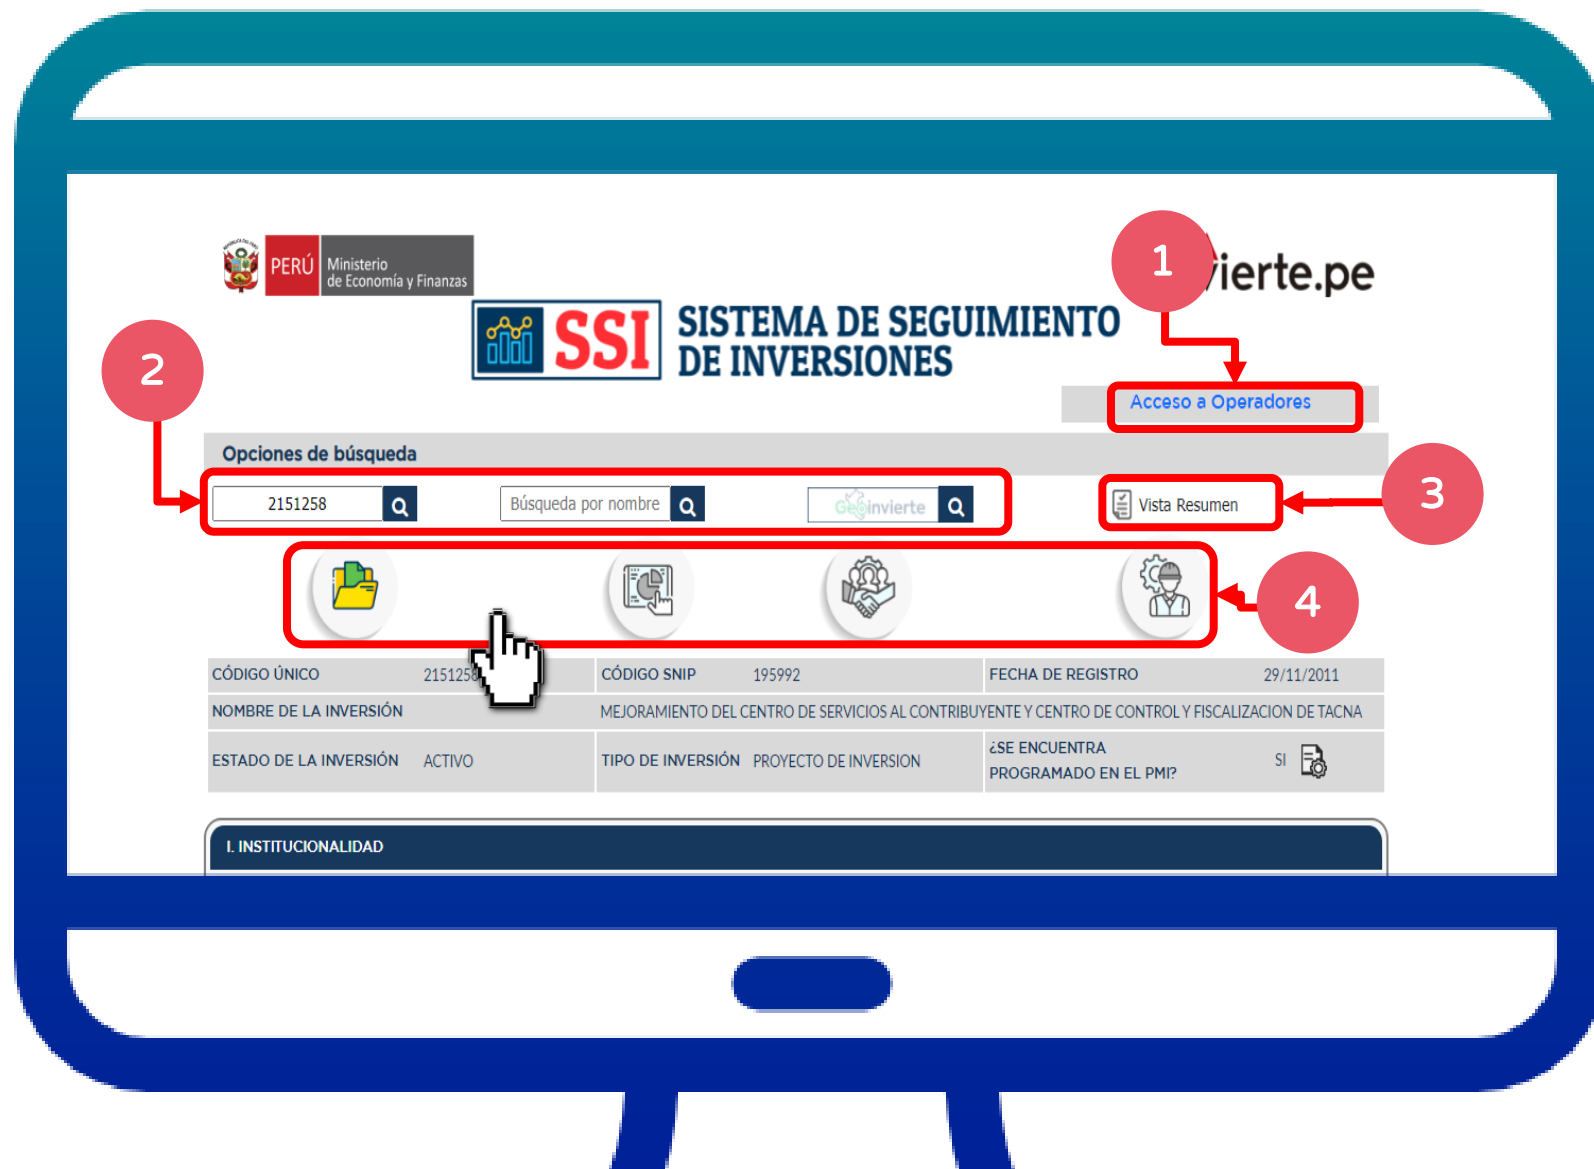 PERÚ Ministerio de Economía y Finanzas
1
ierte.pe
SSI SISTEMA DE SEGUIMIENTO
DE INVERSIONES
2
Acceso a Operadores
Opciones de búsqueda
2151258 Búsqueda por nombre Geoinvierte Vista Resumen
3
4
CÓDIGO ÚNICO 2151258 CÓDIGO SNIP 195992 FECHA DE REGISTRO 29/11/2011
NOMBRE DE LA INVERSIÓN MEJORAMIENTO DEL CENTRO DE SERVICIOS AL CONTRIBUYENTE Y CENTRO DE CONTROL Y FISCALIZACION DE TACNA
ESTADO DE LA INVERSIÓN ACTIVO TIPO DE INVERSIÓN PROYECTO DE INVERSION ¿SE ENCUENTRA
PROGRAMADO EN EL PMI? SI
I. INSTITUCIONALIDAD